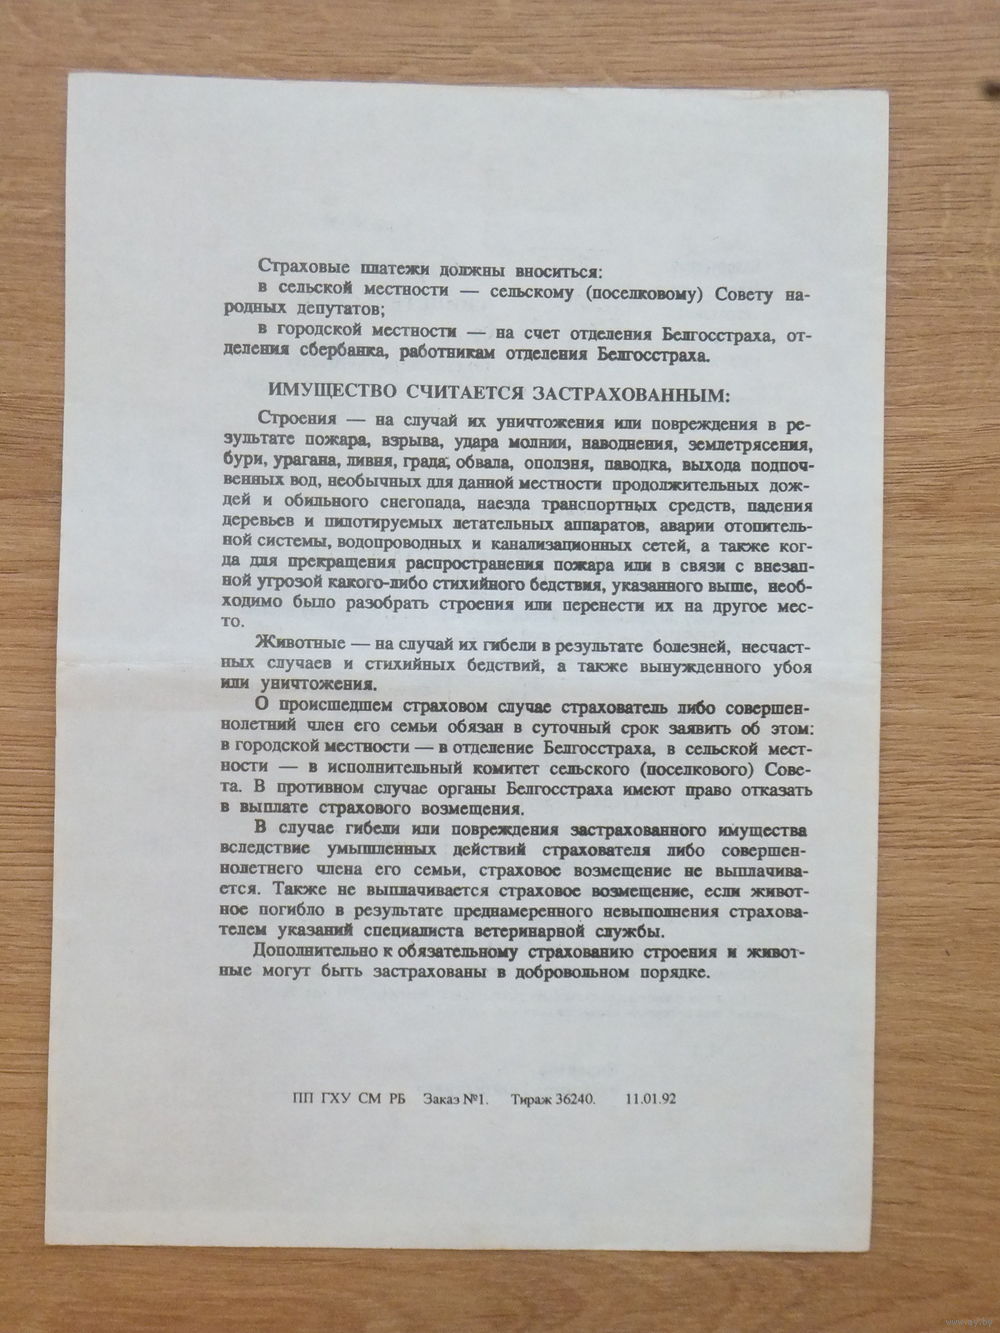 Страховые платежи должны вноситься:
в сельской местности — сельскому (поселковому) Совету на-
родных депутатов;
в городской местности — на счет отделения Белгосстраха, от-
деления сбербанка, работникам отделения Белгосстраха.
ИМУЩЕСТВО СЧИТАЕТСЯ ЗАСТРАХОВАННЫМ:
Строения — на случай их уничтожения или повреждения в ре-
зультате пожара, взрыва, удара молнии, наводнения, землетрясения,
бури, урагана, ливня, града, обвала, оползня, паводка, выхода подпоч-
венных вод, необычных для данной местности продолжительных дож-
дей и обильного снегопада, наезда транспортных средств, падения
деревьев и пилотируемых летательных аппаратов, аварии отопитель-
ной системы, водопроводных и канализационных сетей, а также ког-
да для прекращения распространения пожара или в связи с внезап-
ной угрозой какого-либо стихийного бедствия, указанного выше, необ-
ходимо было разобрать строения или перенести их на другое мес-
то.
Животные — на случай их гибели в результате болезней, несчаст-
ных случаев и стихийных бедствий, а также вынужденного убоя
или уничтожения.
О происшедшем страховом случае страхователь либо совершен-
нолетний член его семьи обязан в суточный срок заявить об этом:
в городской местности — в отделение Белгосстраха, в сельской мест-
ности — в исполнительный комитет сельского (поселкового) Сове-
та. В противном случае органы Белгосстраха имеют право отказать
в выплате страхового возмещения.
В случае гибели или повреждения застрахованного имущества
вследствие умышленных действий страхователя либо совершен-
нолетнего члена его семьи, страховое возмещение не выплачива-
ется. Также не выплачивается страховое возмещение, если живот-
ное погибло в результате преднамеренного невыполнения страхова-
телем указаний специалиста ветеринарной службы.
Дополнительно к обязательному страхованию строения и живот-
ные могут быть застрахованы в добровольном порядке.
ПП ГХУ СМ РБ Заказ №1. Тираж 36240. 11.01.92
www.ay.by